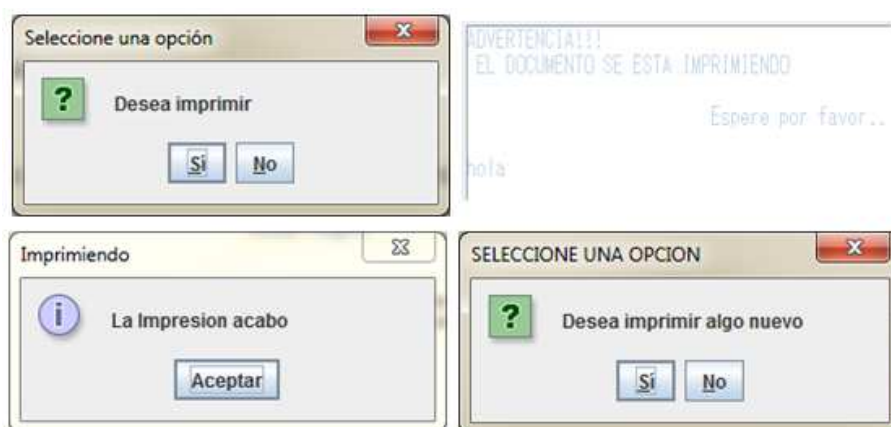 Seleccione una opción
Desea imprimir
Sí No
ADVERTENCIA!!!
EL DOCUMENTO SE ESTA IMPRIMIENDO
Espere por favor..
hola
Imprimiendo
La Impresion acabo
Aceptar
SELECCIONE UNA OPCION
Desea imprimir algo nuevo
Sí No